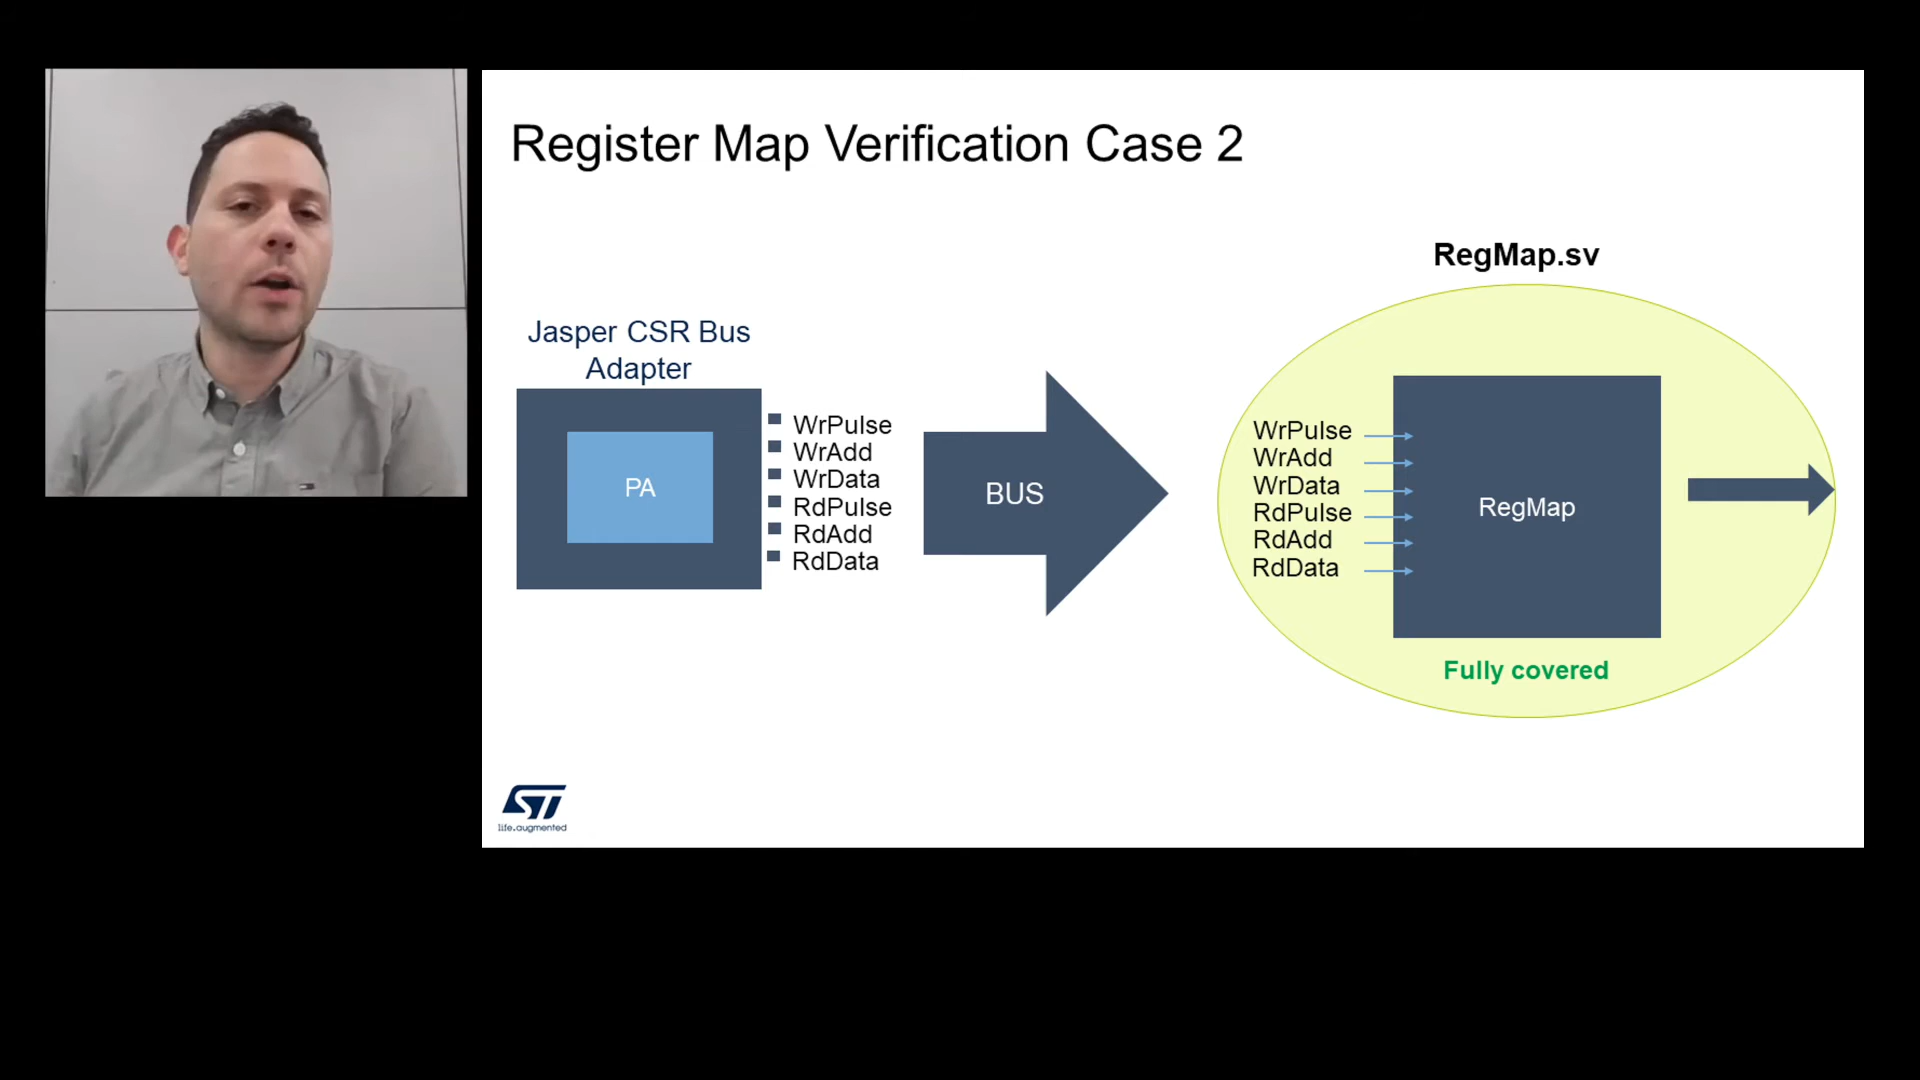 Register Map Verification Case 2
RegMap.sv
Jasper CSR Bus
Adapter
PA
WrPulse
WrAdd
WrData
RdPulse
RdAdd
RdData
BUS
WrPulse
WrAdd
WrData
RdPulse
RdAdd
RdData
RegMap
Fully covered
ST
life.augmented